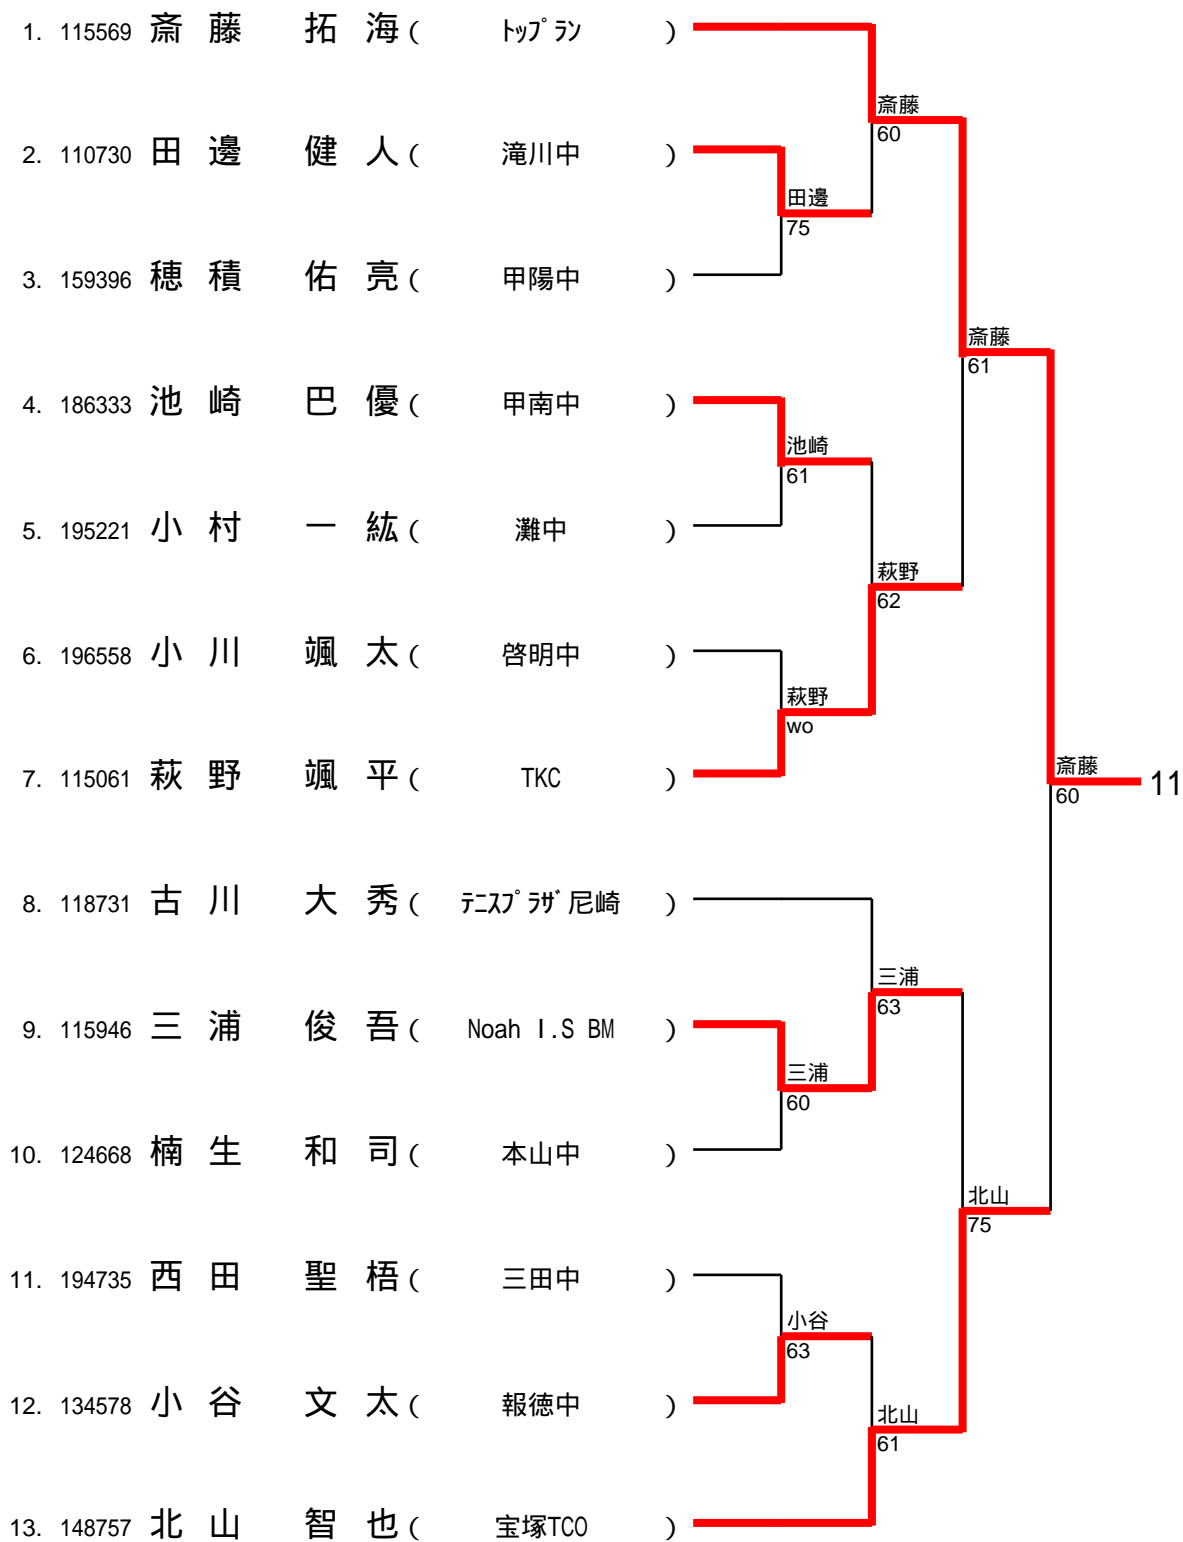 1. 115569 斎 藤 拓 海 ( トップラン )
斎藤
60
2. 110730 田 邊 健 人 ( 滝川中 )
田邊
75
3. 159396 穂 積 佑 亮 ( 甲陽中 )
斎藤
61
4. 186333 池 崎 巴 優 ( 甲南中 )
池崎
61
5. 195221 小 村 一 紘 ( 灘中 )
萩野
62
6. 196558 小 川 颯 太 ( 啓明中 )
萩野
wo
7. 115061 萩 野 颯 平 ( TKC )
斎藤
60
11
8. 118731 古 川 大 秀 ( テニスプラザ尼崎 )
三浦
63
9. 115946 三 浦 俊 吾 ( Noah I.S BM )
三浦
60
10. 124668 楠 生 和 司 ( 本山中 )
北山
75
11. 194735 西 田 聖 梧 ( 三田中 )
小谷
63
12. 134578 小 谷 文 太 ( 報徳中 )
北山
61
13. 148757 北 山 智 也 ( 宝塚TCO )